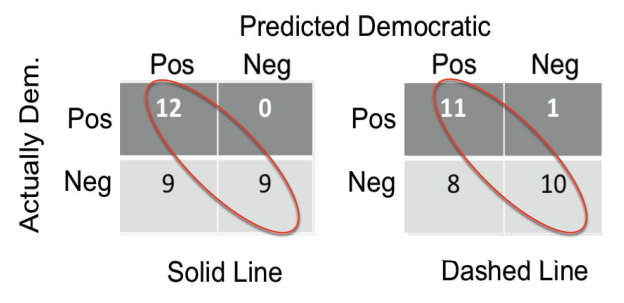 Predicted Democratic
Actually Dem.
Pos Neg
Pos 12 0
Neg 9 9
Solid Line
Pos Neg
Pos 11 1
Neg 8 10
Dashed Line